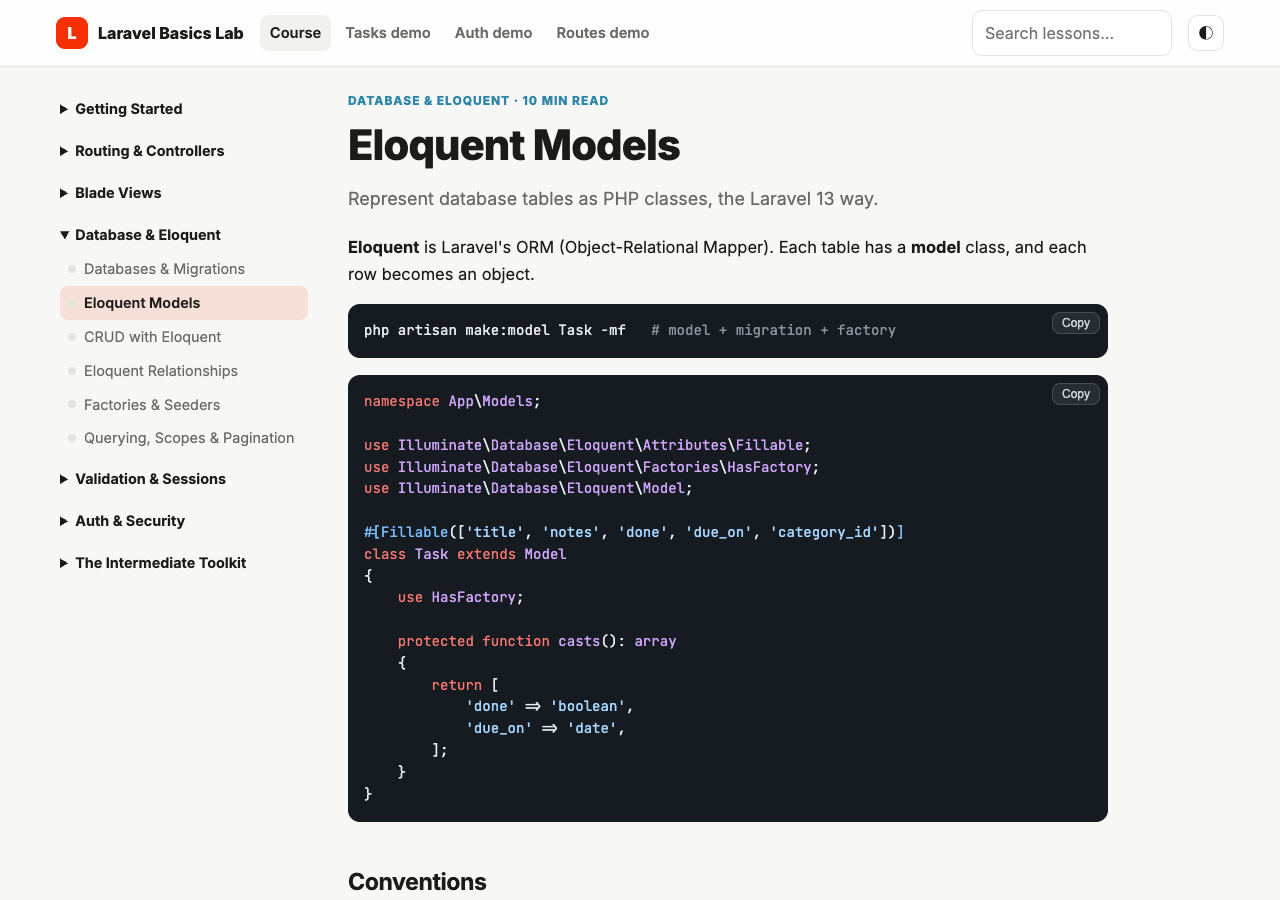 L Laravel Basics Lab Course Tasks demo Auth demo Routes demo Search lessons...
Getting Started
Routing & Controllers
Blade Views
Database & Eloquent
Databases & Migrations
Eloquent Models
CRUD with Eloquent
Eloquent Relationships
Factories & Seeders
Querying, Scopes & Pagination
Validation & Sessions
Auth & Security
The Intermediate Toolkit
DATABASE & ELOQUENT · 10 MIN READ
Eloquent Models
Represent database tables as PHP classes, the Laravel 13 way.
Eloquent is Laravel's ORM (Object-Relational Mapper). Each table has a model class, and each
row becomes an object.
php artisan make:model Task -mf   # model + migration + factory
Copy
Copy
namespace App\Models;
use Illuminate\Database\Eloquent\Attributes\Fillable;
use Illuminate\Database\Eloquent\Factories\HasFactory;
use Illuminate\Database\Eloquent\Model;
#[Fillable(['title', 'notes', 'done', 'due_on', 'category_id'])]
class Task extends Model
{
    use HasFactory;
    protected function casts(): array
    {
        return [
            'done' => 'boolean',
            'due_on' => 'date',
        ];
    }
}
Conventions